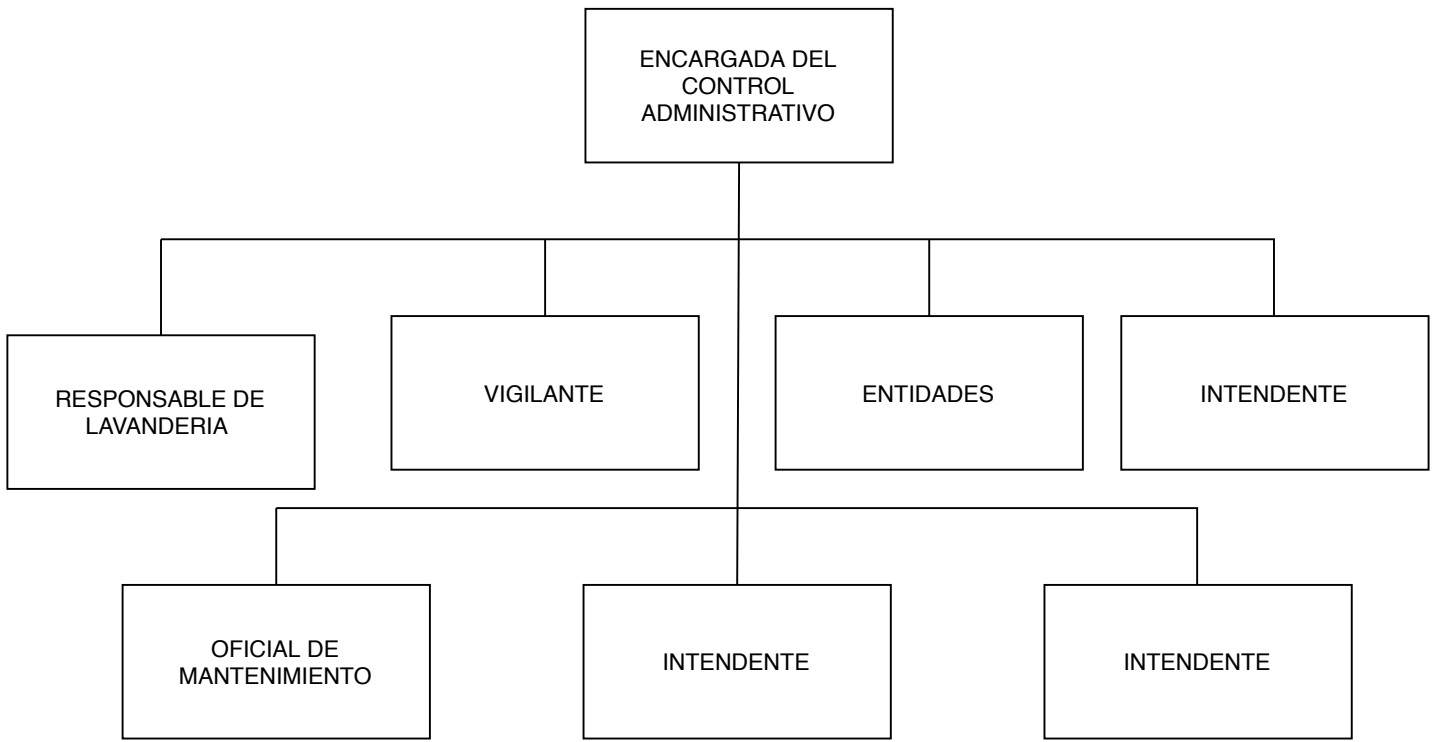 ENCARGADA DEL
CONTROL
ADMINISTRATIVO
RESPONSABLE DE
LAVANDERIA
VIGILANTE
ENTIDADES
INTENDENTE
OFICIAL DE
MANTENIMIENTO
INTENDENTE
INTENDENTE